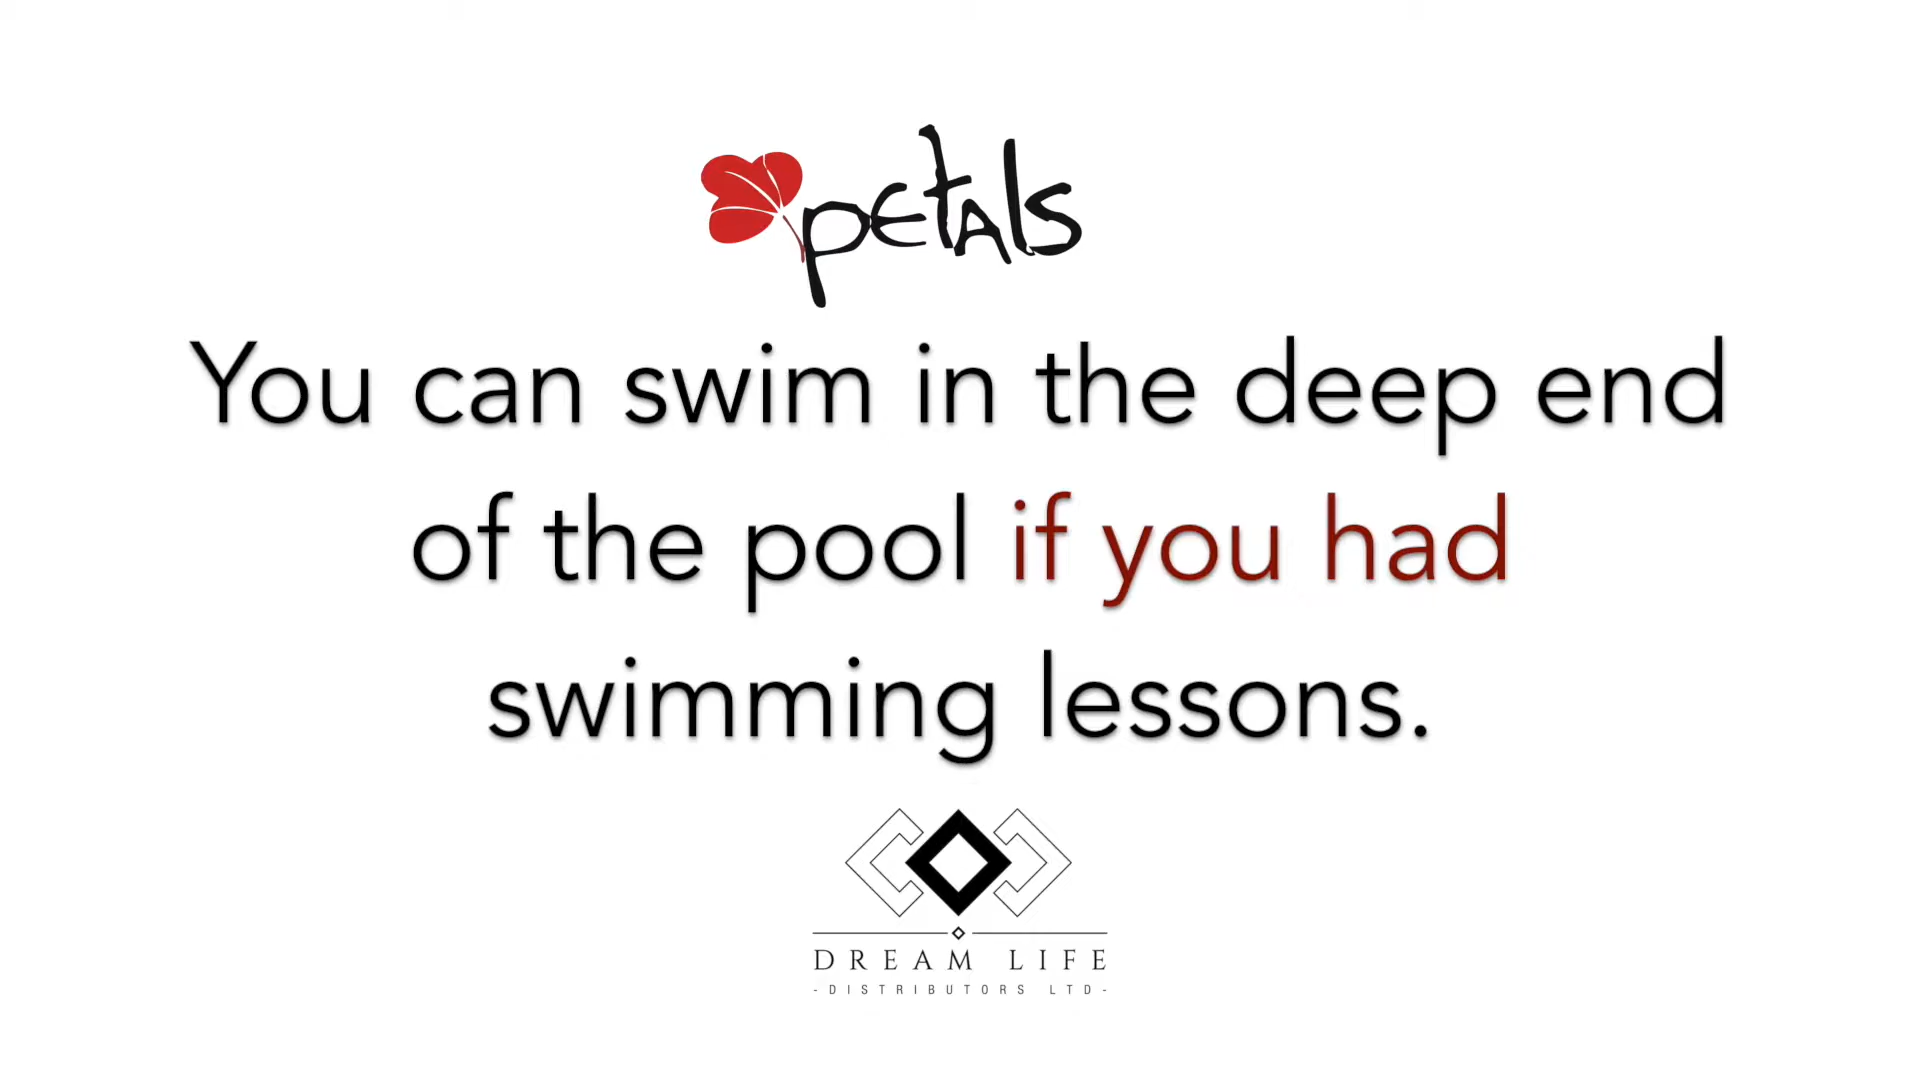 petals
You can swim in the deep end
of the pool if you had
swimming lessons.
DREAM LIFE
-DISTRIBUTORS LTD-